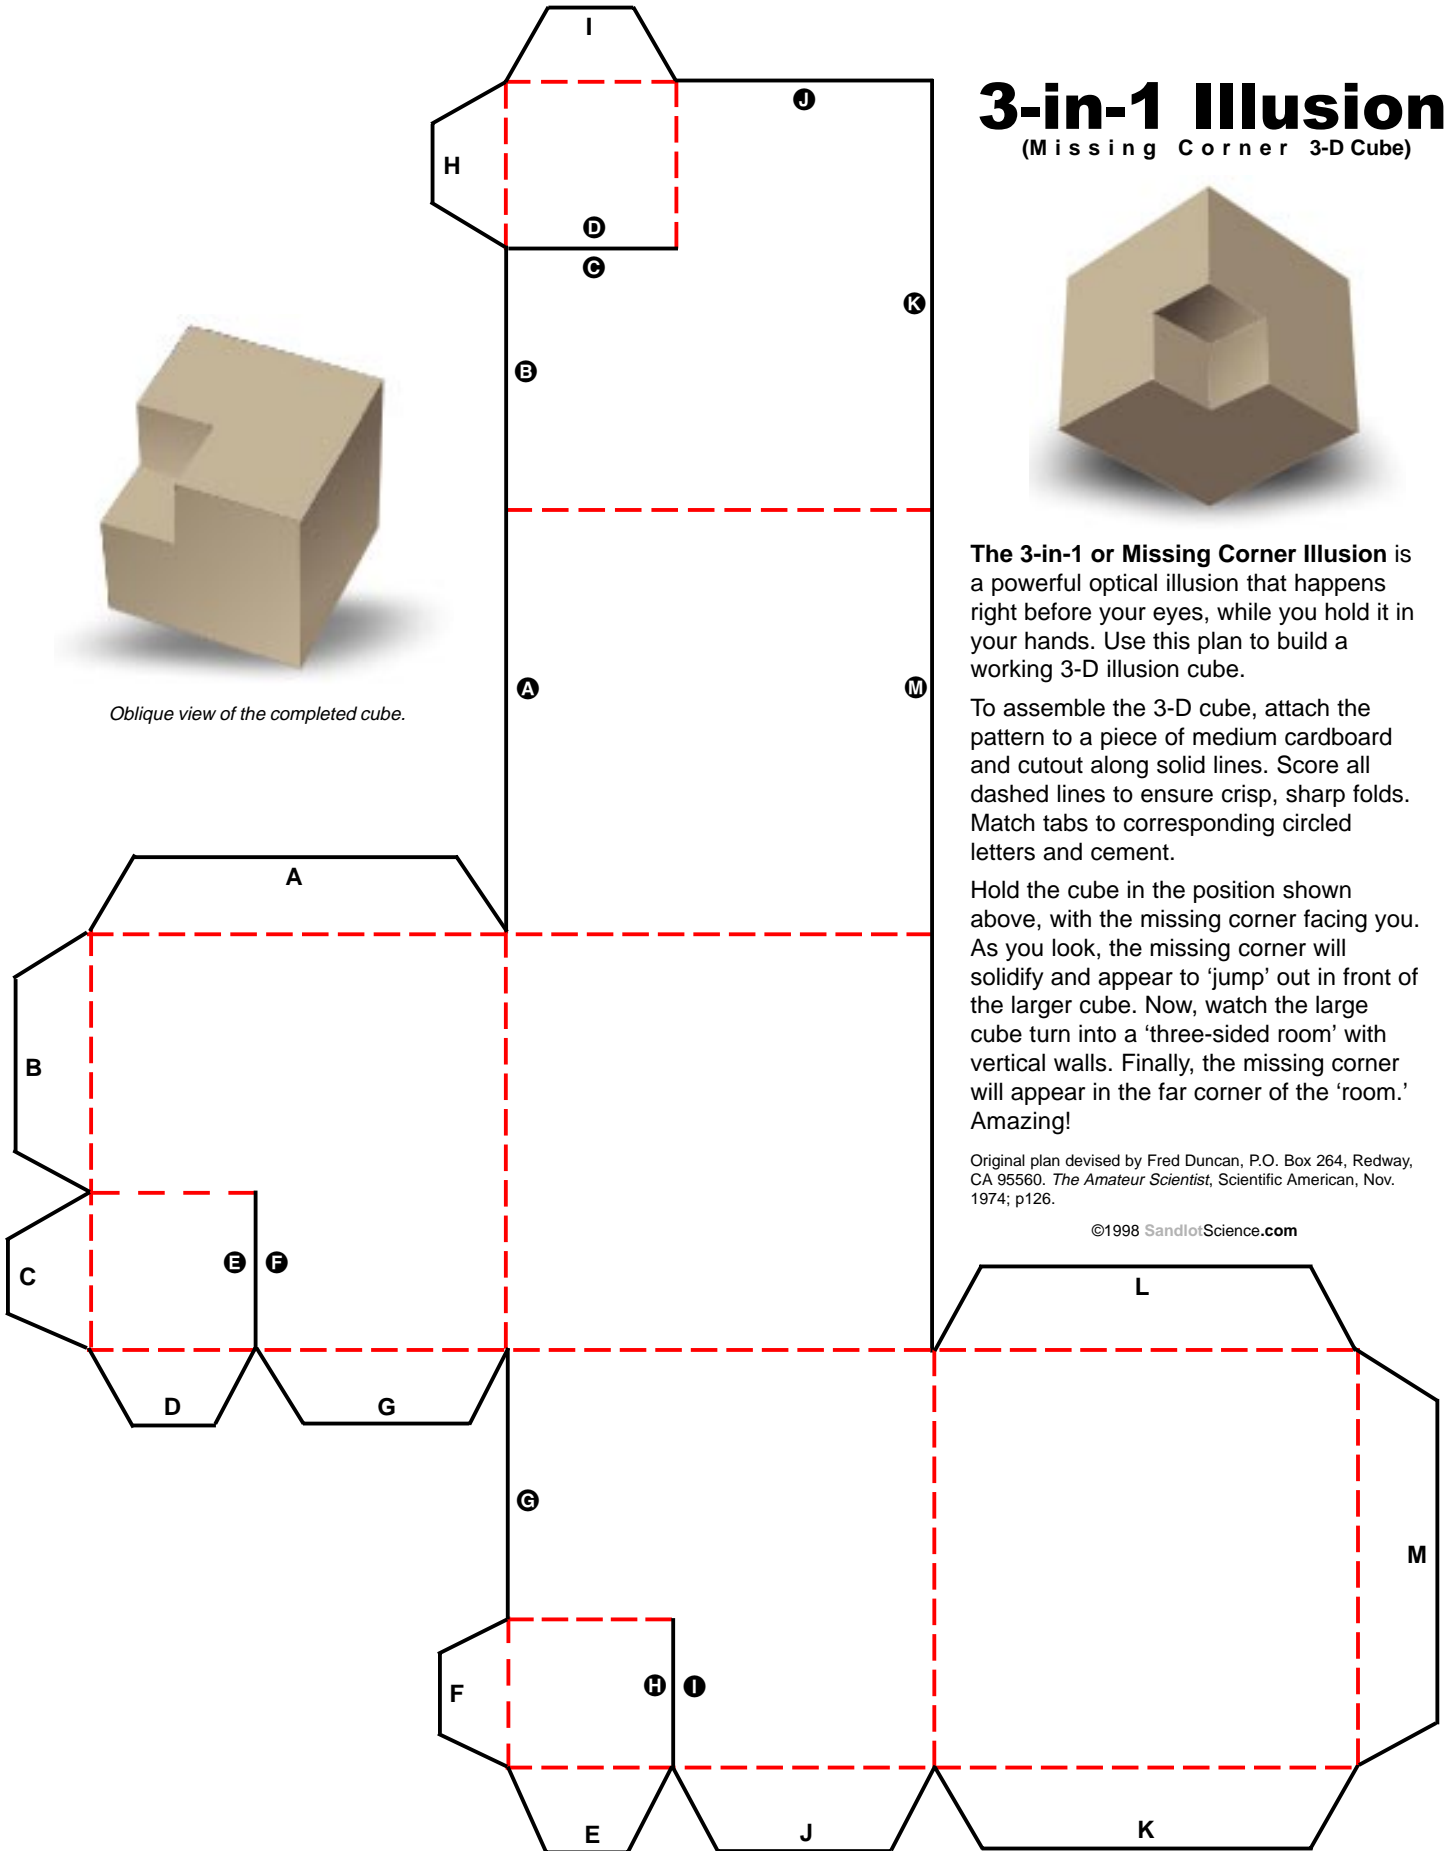 I
J
3-in-1 Illusion
(Missing Corner 3-D Cube)
H
D
C
K
B
The 3-in-1 or Missing Corner Illusion is
a powerful optical illusion that happens
right before your eyes, while you hold it in
your hands. Use this plan to build a
working 3-D illusion cube.
A
M
Oblique view of the completed cube.
To assemble the 3-D cube, attach the
pattern to a piece of medium cardboard
and cutout along solid lines. Score all
dashed lines to ensure crisp, sharp folds.
Match tabs to corresponding circled
letters and cement.
A
Hold the cube in the position shown
above, with the missing corner facing you.
As you look, the missing corner will
solidify and appear to ‘jump’ out in front of
the larger cube. Now, watch the large
cube turn into a ‘three-sided room’ with
vertical walls. Finally, the missing corner
will appear in the far corner of the ‘room.’
Amazing!
B
Original plan devised by Fred Duncan, P.O. Box 264, Redway,
CA 95560. The Amateur Scientist, Scientific American, Nov.
1974; p126.
©1998 SandlotScience.com
E
F
C
L
D
G
G
M
F
H
I
E
J
K